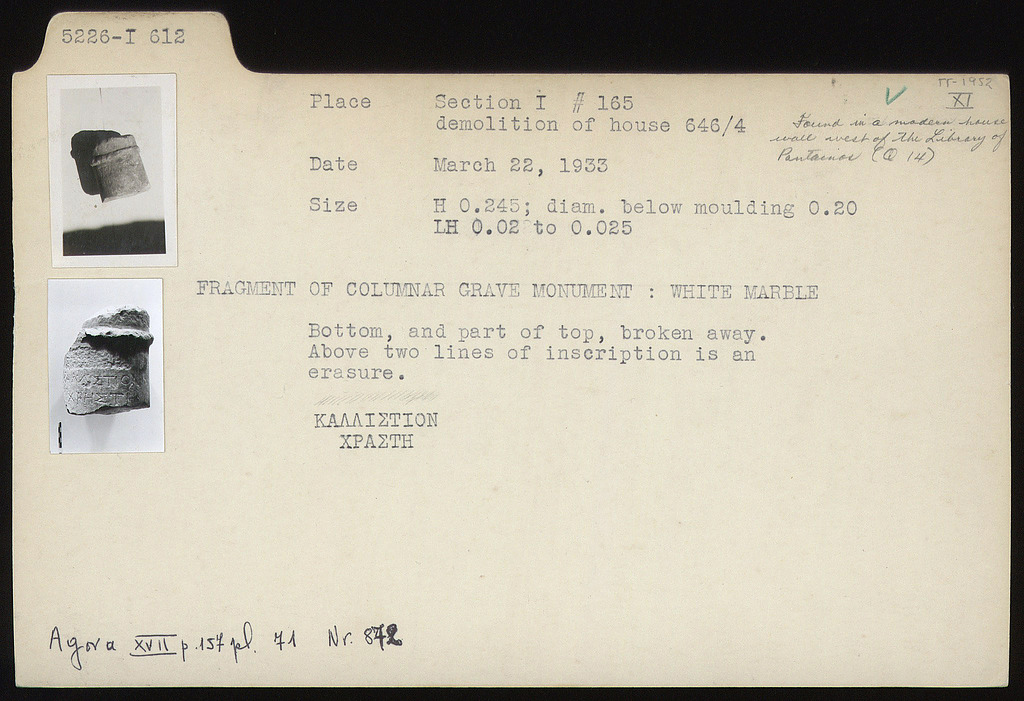 5226-I 612
ΠΓ-1952
XI
Place Section I # 165
demolition of house 646/4
Found in a modern house
wall west of the Library of
Pantainos (Q 14)
Date March 22, 1933
Size H 0.245; diam. below moulding 0.20
LH 0.02 to 0.025
FRAGMENT OF COLUMNAR GRAVE MONUMENT : WHITE MARBLE
Bottom, and part of top, broken away.
Above two lines of inscription is an
erasure.
ΚΑΛΛΙΣΤΙΟΝ
ΧΡΑΣΤΗ
Agora XVII p.157 pl. 71 Nr. 872